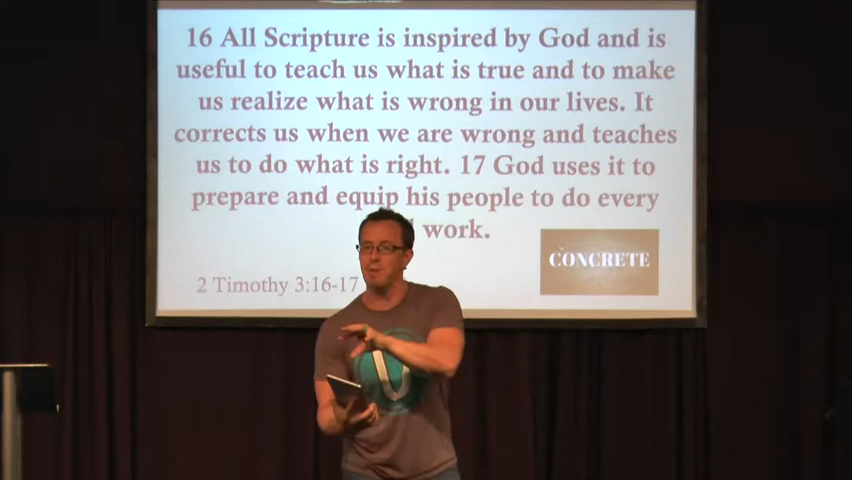 16 All Scripture is inspired by God and is
useful to teach us what is true and to make
us realize what is wrong in our lives. It
corrects us when we are wrong and teaches
us to do what is right. 17 God uses it to
prepare and equip his people to do every
work.
CONCRETE
2 Timothy 3:16-17
U